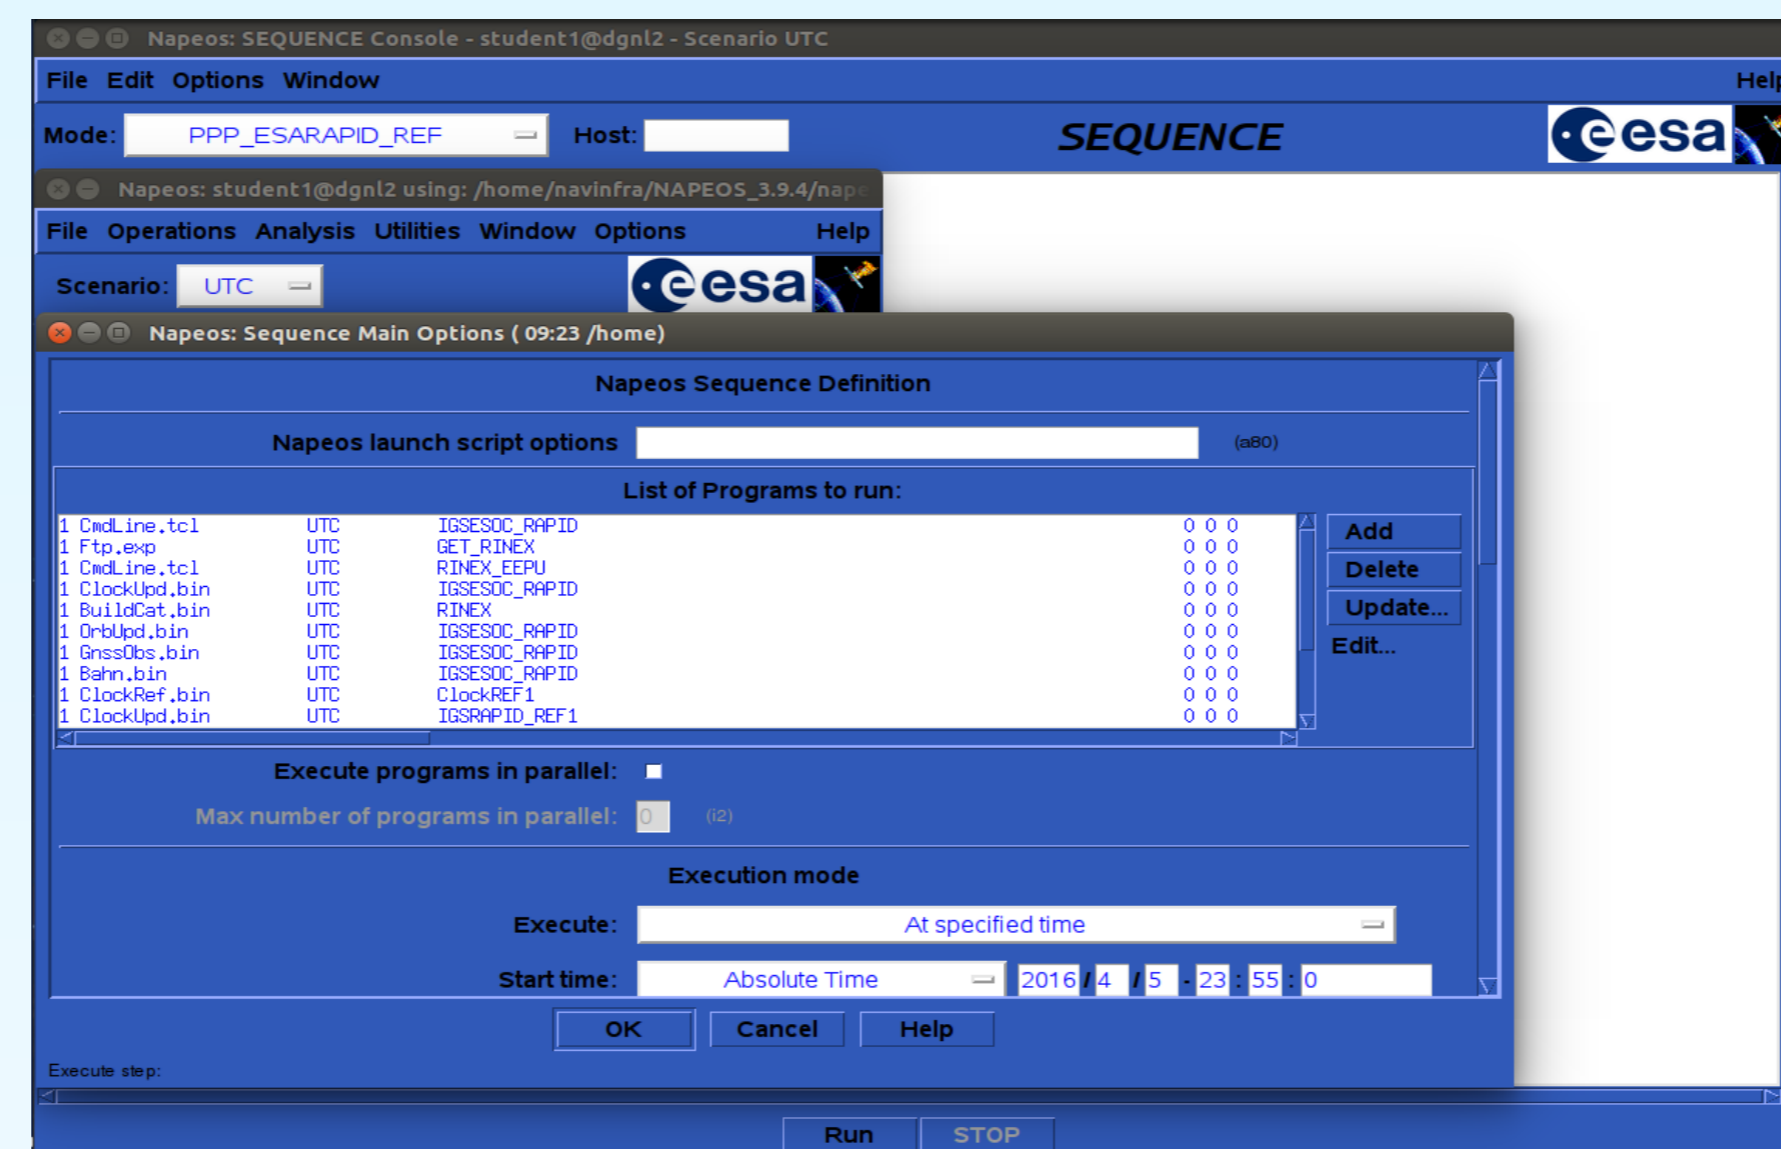 Napeos: SEQUENCE Console - student1@dgnl2 - Scenario UTC
File Edit Options Window Help
Mode: PPP_ESARAPID_REF Host: SEQUENCE esa
Napeos: student1@dgnl2 using: /home/navinfra/NAPEOS_3.9.4/nape
File Operations Analysis Utilities Window Options Help
Scenario: UTC esa
Napeos: Sequence Main Options ( 09:23 /home)
Napeos Sequence Definition
Napeos launch script options (a80)
List of Programs to run:
1 CmdLine.tcl UTC IGSESOC_RAPID 0 0 0
1 Ftp.exp UTC GET_RINEX 0 0 0
1 CmdLine.tcl UTC RINEX_EEPU 0 0 0
1 ClockUpd.bin UTC IGSESOC_RAPID 0 0 0
1 BuildCat.bin UTC RINEX 0 0 0
1 OrbUpd.bin UTC IGSESOC_RAPID 0 0 0
1 GnssObs.bin UTC IGSESOC_RAPID 0 0 0
1 Bahn.bin UTC IGSESOC_RAPID 0 0 0
1 ClockRef.bin UTC ClockREF1 0 0 0
1 ClockUpd.bin UTC IGSRAPID_REF1 0 0 0
Add
Delete
Update...
Edit...
Execute programs in parallel:
Max number of programs in parallel: 0 (i2)
Execution mode
Execute: At specified time
Start time: Absolute Time 2016 / 4 / 5 - 23 : 55 : 0
OK Cancel Help
Execute step:
Run STOP